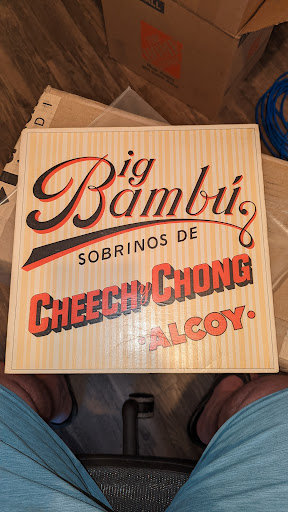 Big
Bambú
SOBRINOS DE
CHEECH y CHONG
• ALCOY •